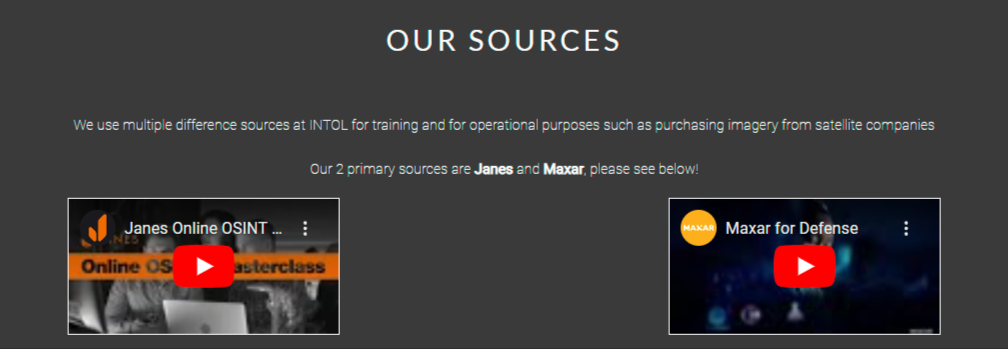 OUR SOURCES
We use multiple difference sources at INTOL for training and for operational purposes such as purchasing imagery from satellite companies
Our 2 primary sources are Janes and Maxar, please see below!
Janes Online OSINT ...
Online OS asterclass
MAXAR Maxar for Defense